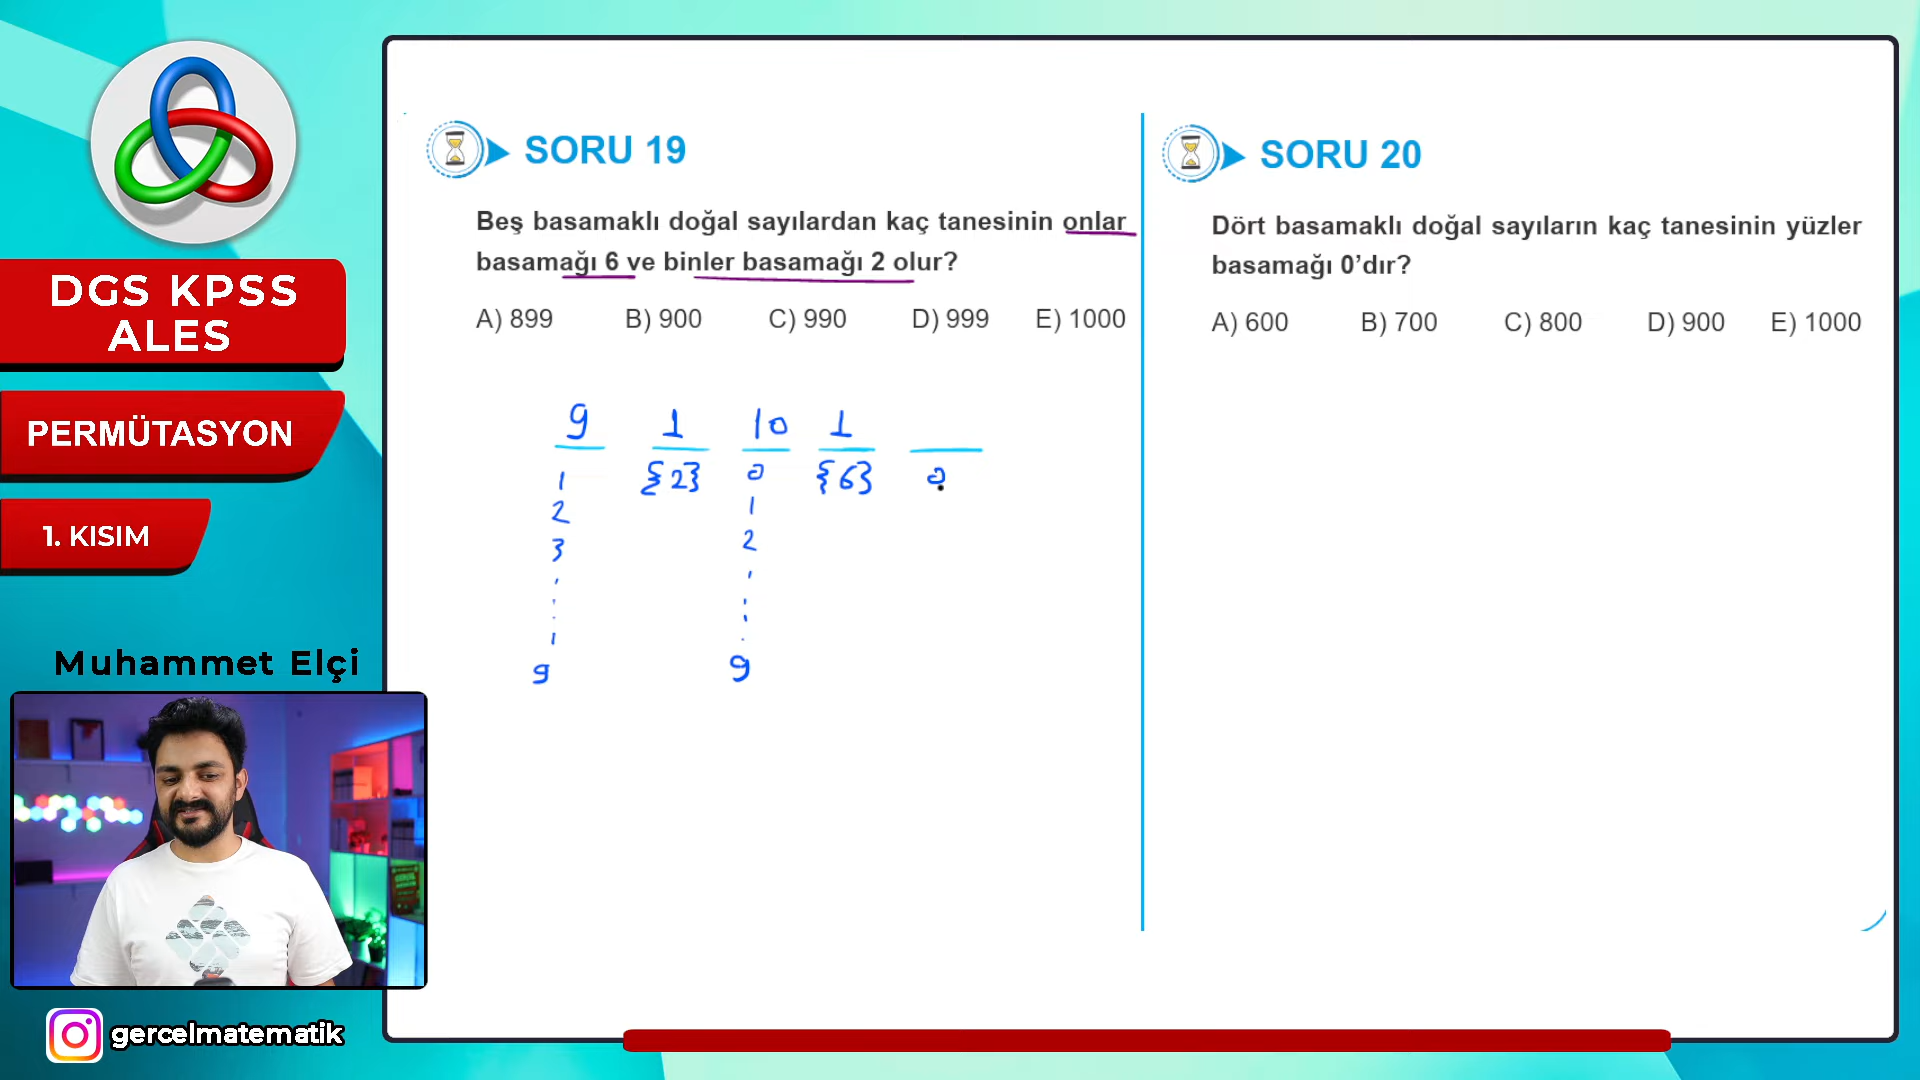 DGS KPSS
ALES
PERMÜTASYON
1. KISIM
Muhammet Elçi
gercelmatematik
SORU 19
Beş basamaklı doğal sayılardan kaç tanesinin onlar
basamağı 6 ve binler basamağı 2 olur?
A) 899 B) 900 C) 990 D) 999 E) 1000
9 1 10 1
1 {2} 0 {6} 0
2 1
3 2
9 9
SORU 20
Dört basamaklı doğal sayıların kaç tanesinin yüzler
basamağı 0'dır?
A) 600 B) 700 C) 800 D) 900 E) 1000